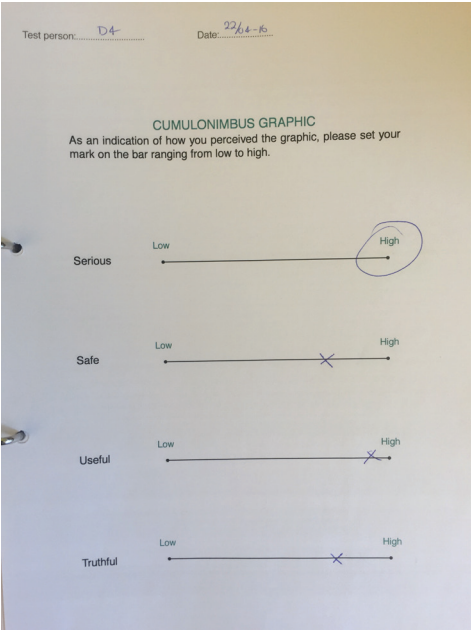 Test person: D4 Date: 22/04-16
CUMULONIMBUS GRAPHIC
As an indication of how you perceived the graphic, please set your
mark on the bar ranging from low to high.
Low High
Serious
Low High
Safe
Low High
Useful
Low High
Truthful